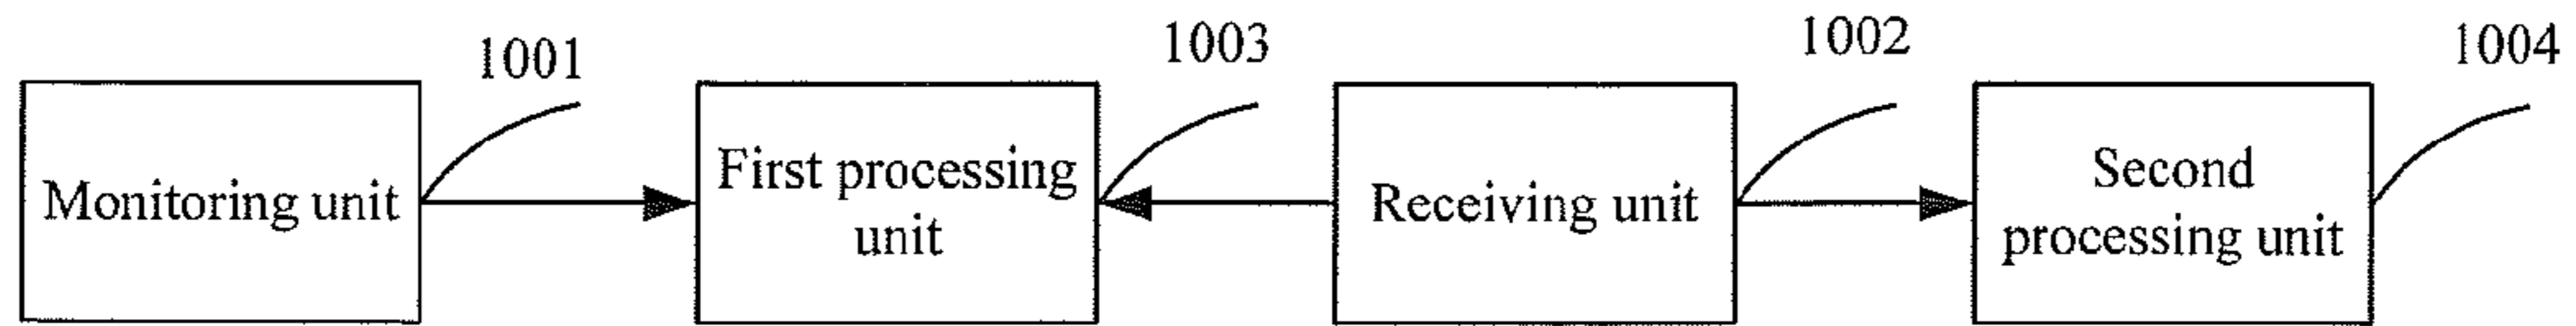 1001
1003
1002
1004
Monitoring unit
First processing
unit
Receiving unit
Second
processing unit